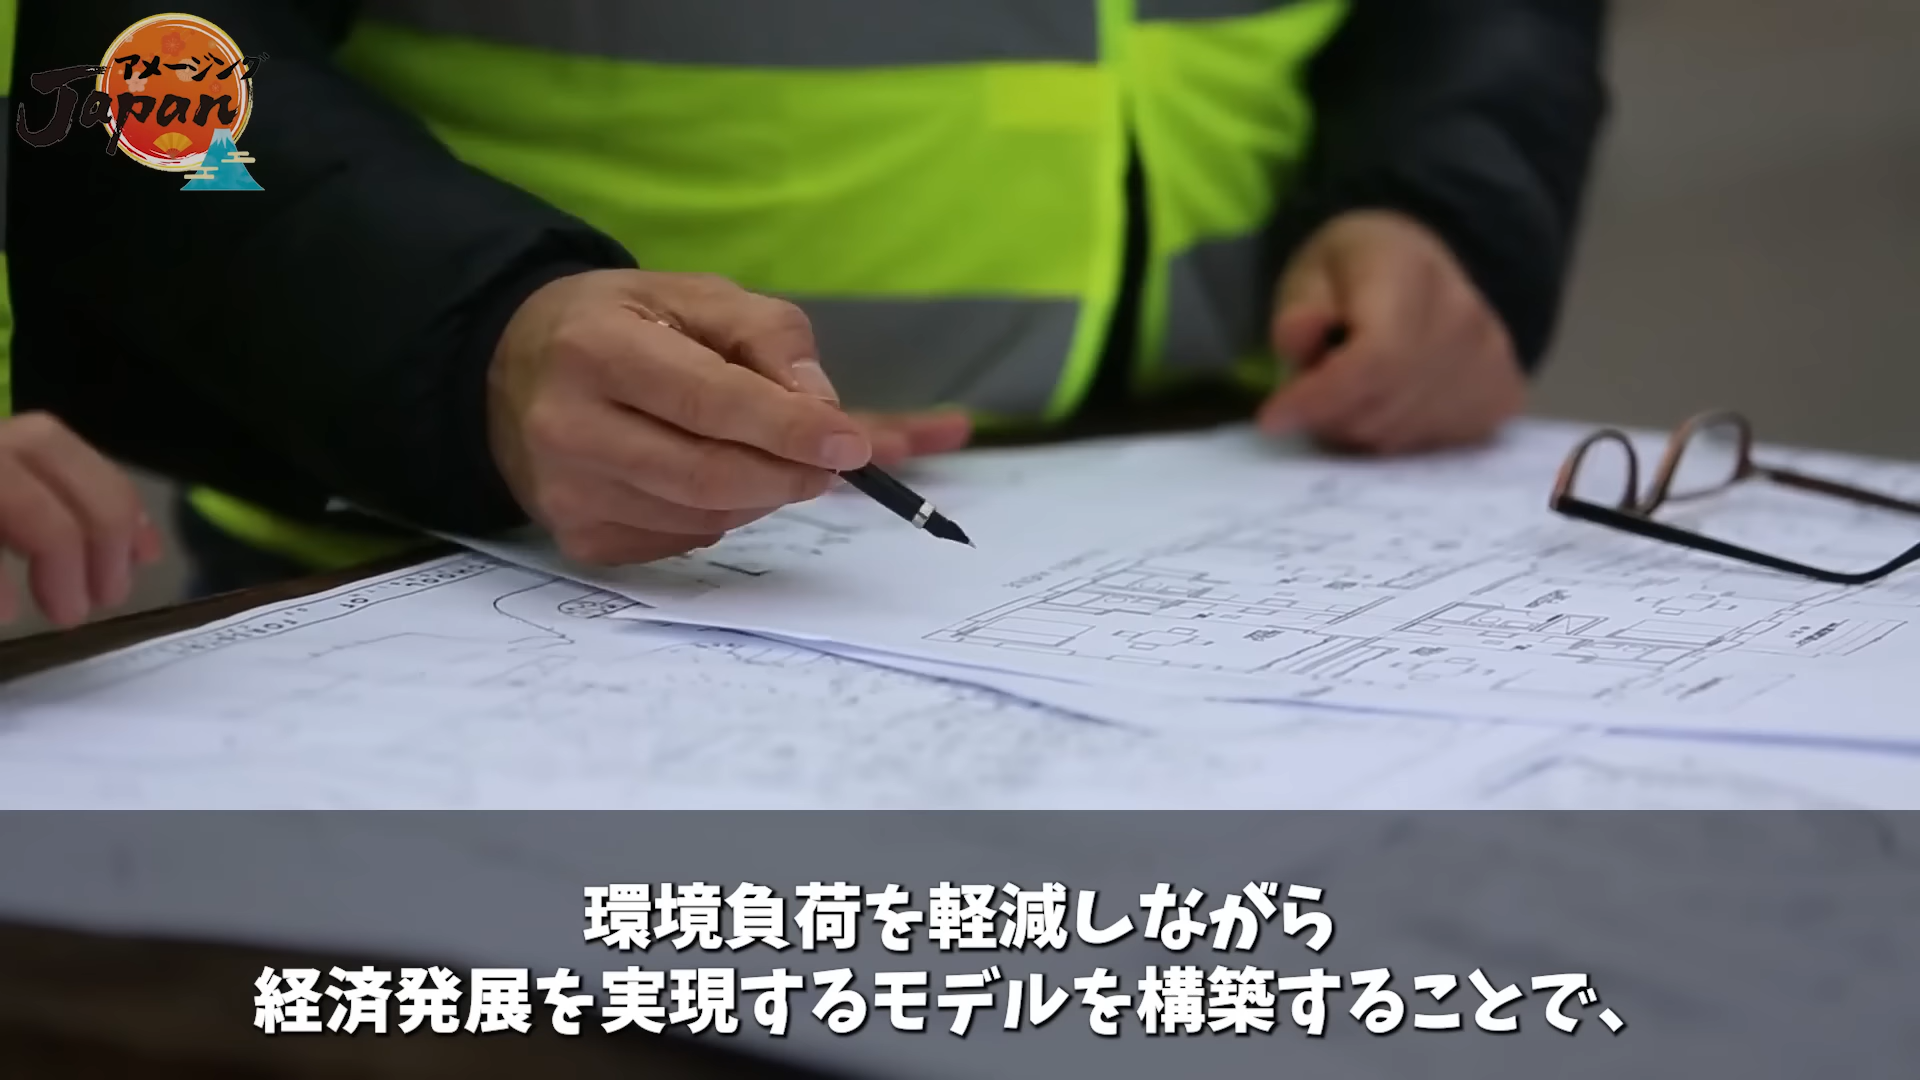 アメージング
Japan
環境負荷を軽減しながら
経済発展を実現するモデルを構築することで、